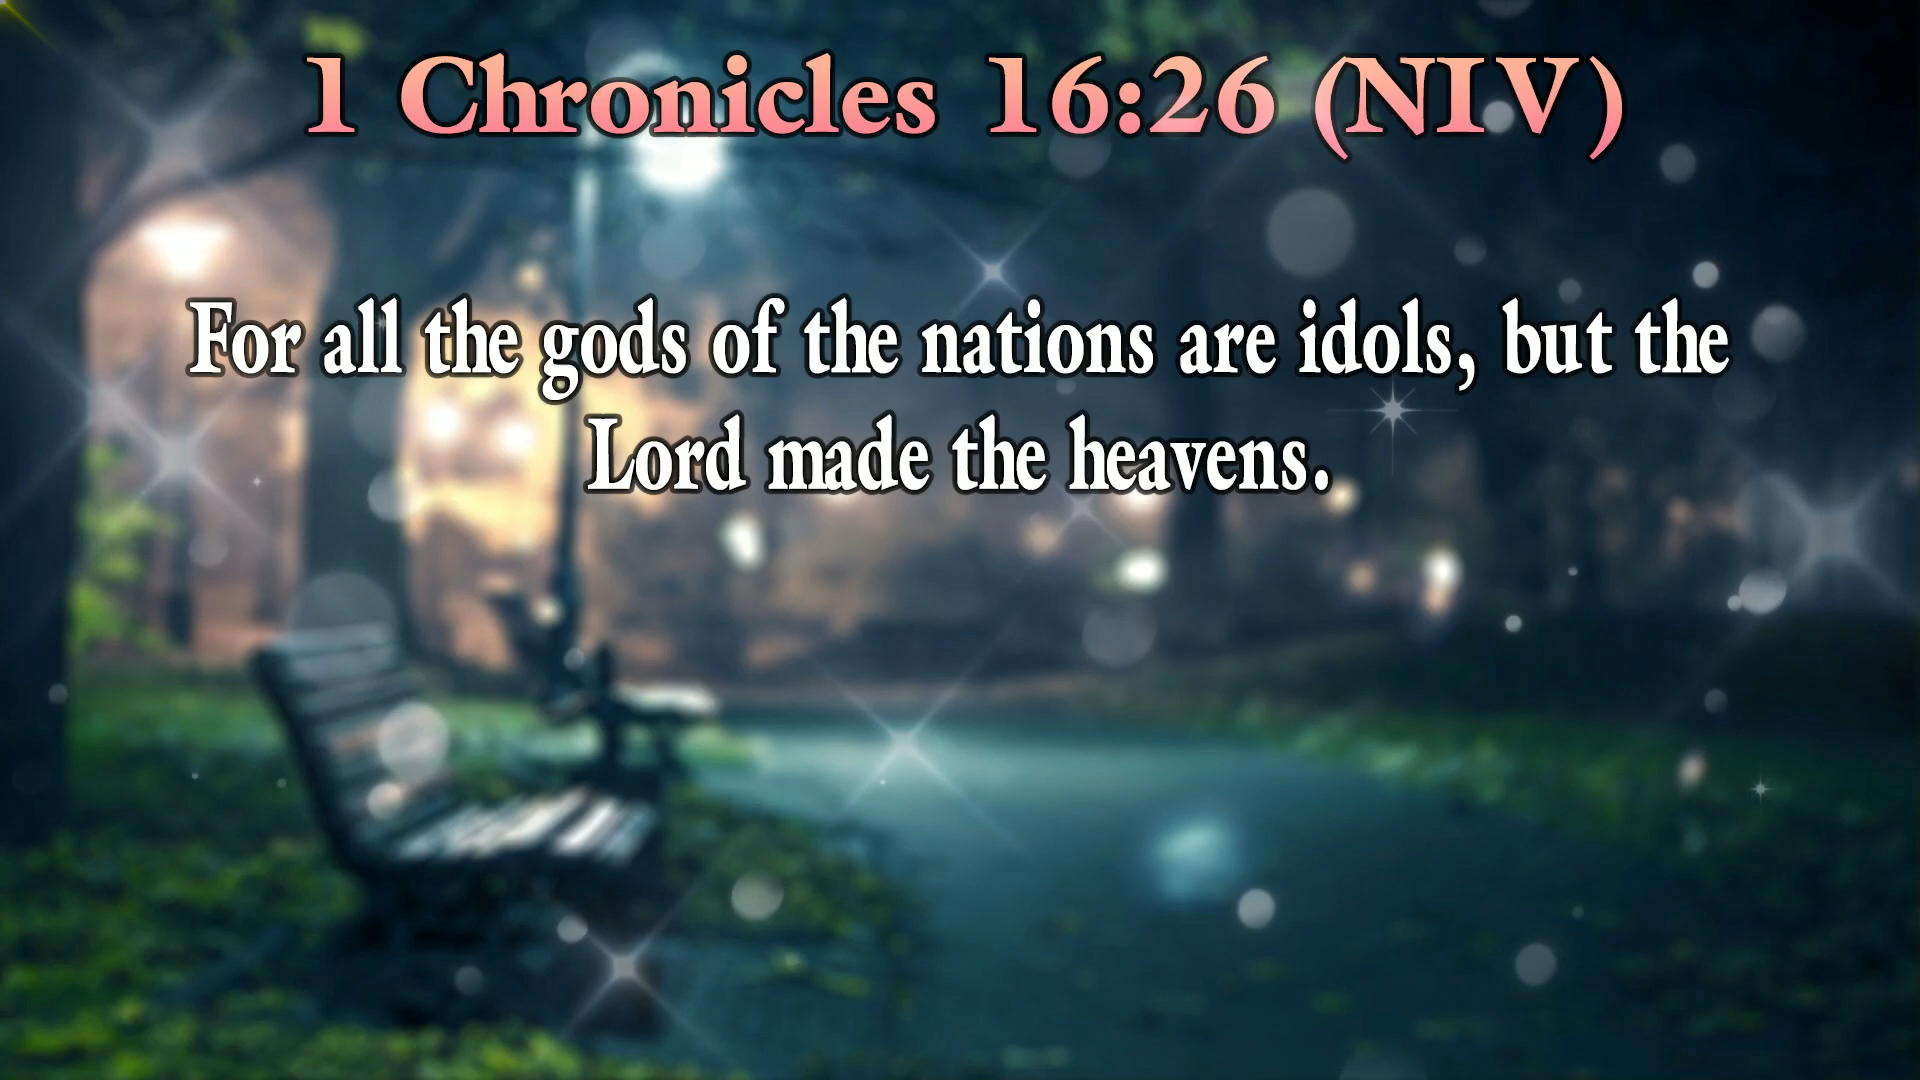 1 Chronicles 16:26 (NIV)
For all the gods of the nations are idols, but the
Lord made the heavens.